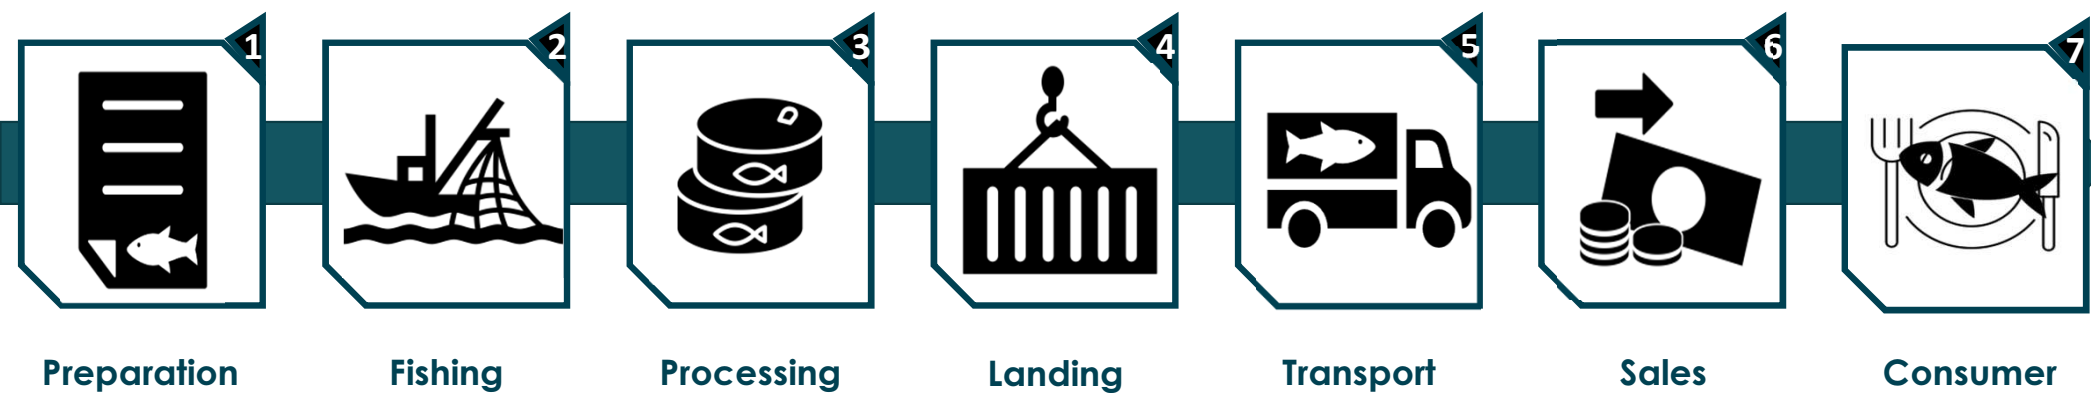 1
2
3
4
5
6
7
Preparation
Fishing
Processing
Landing
Transport
Sales
Consumer